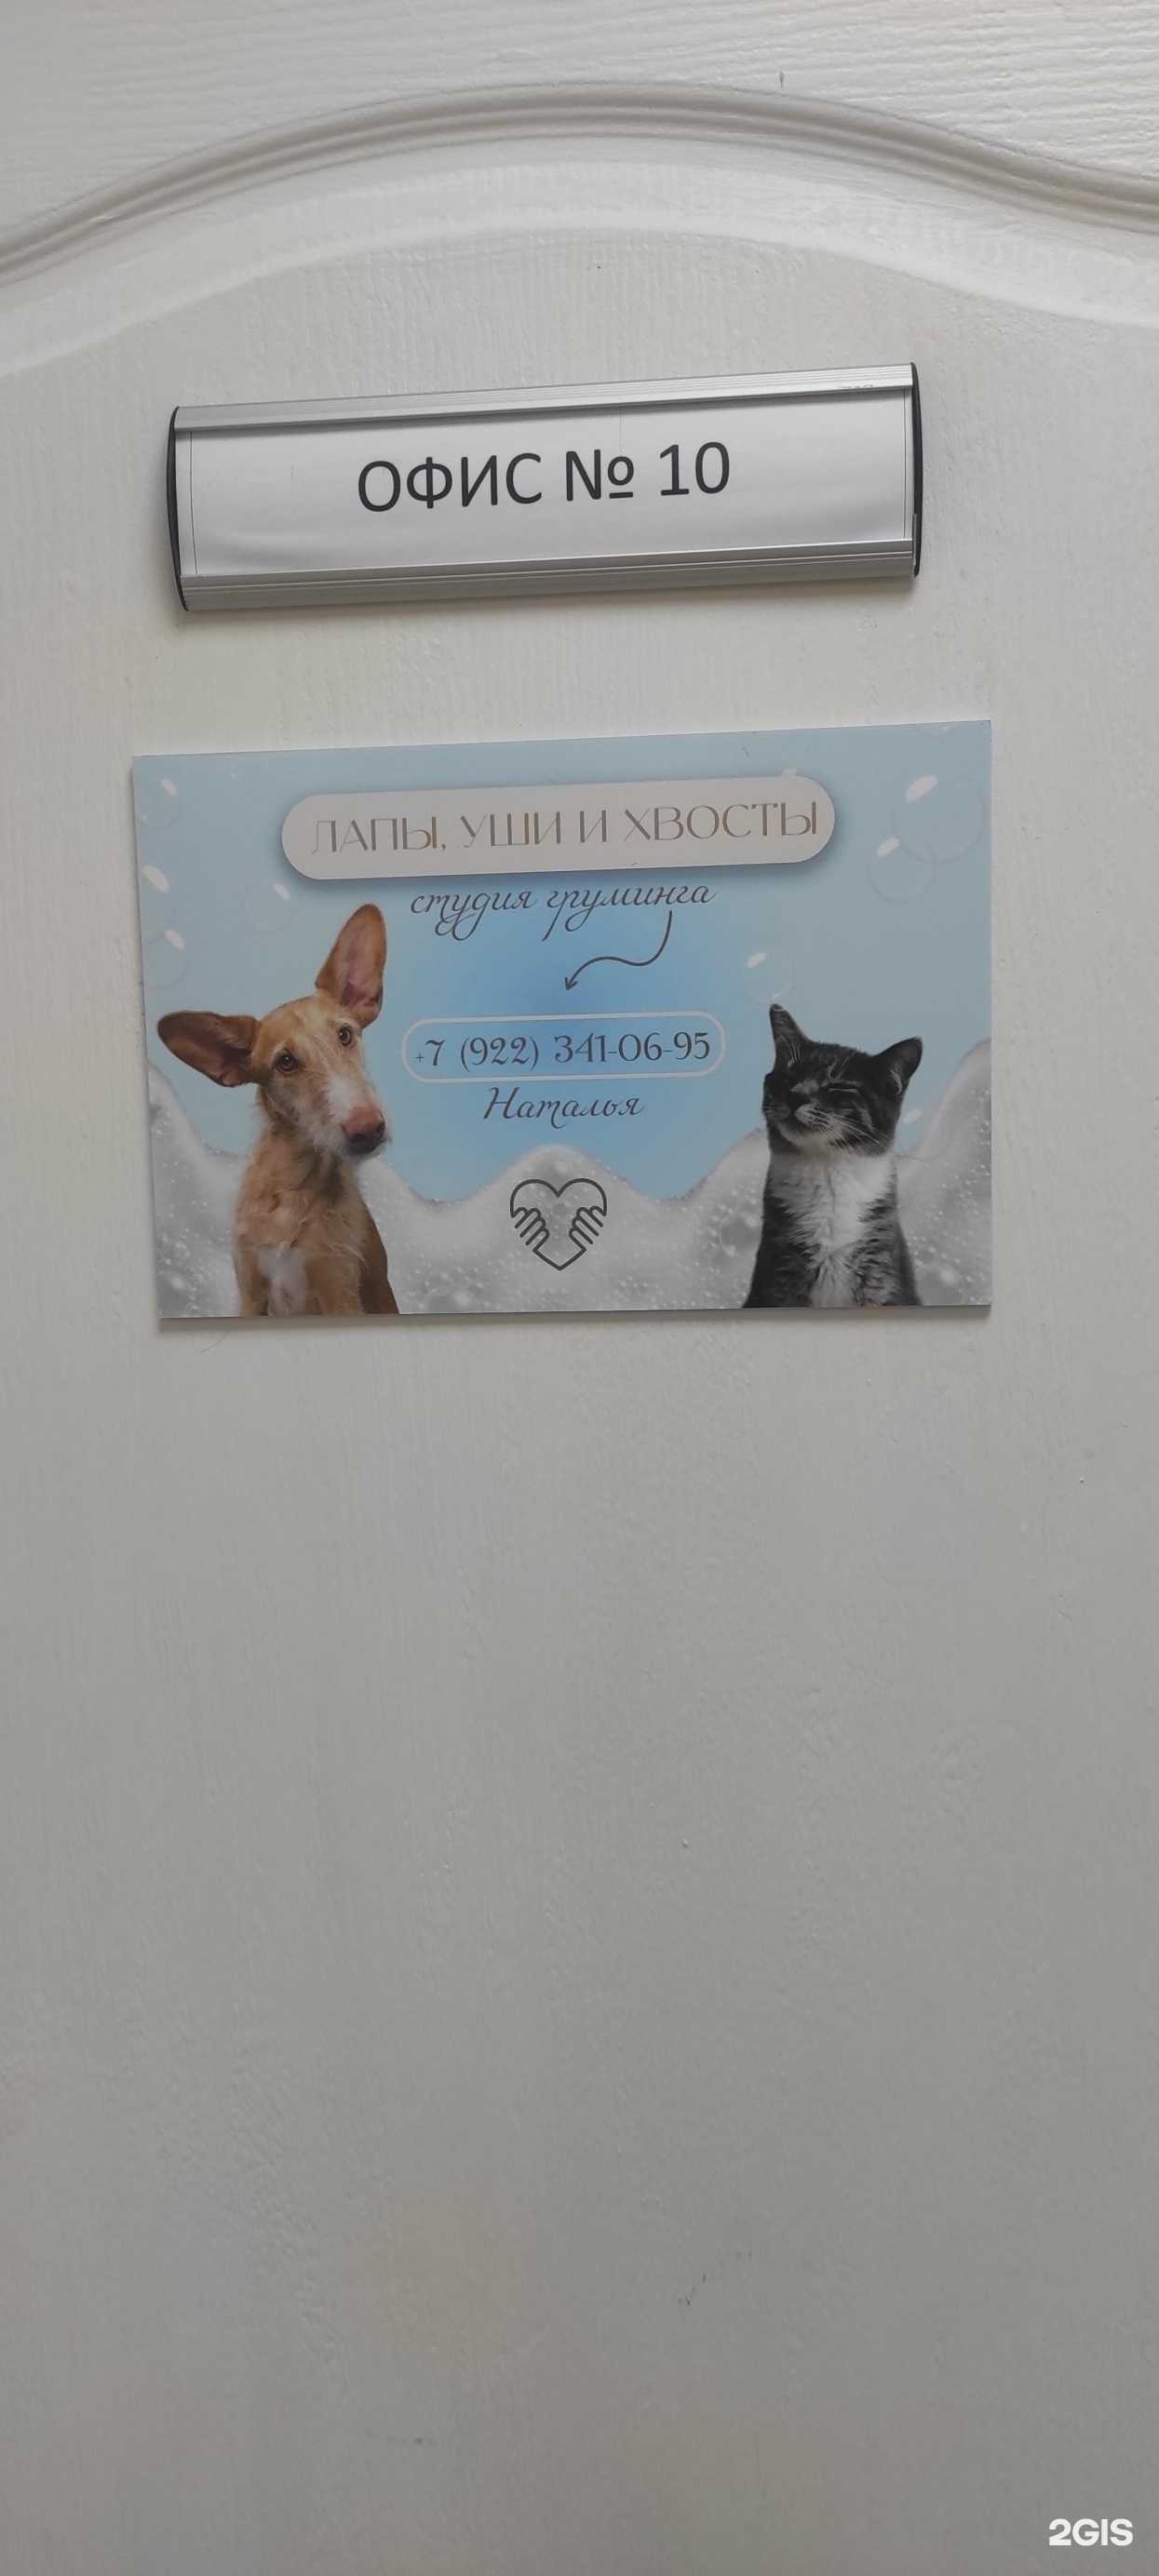 ОФИС № 10
ЛАПЫ, УШИ И ХВОСТЫ
студия груминга
+7 (922) 341-06-95
Наталья
2GIS